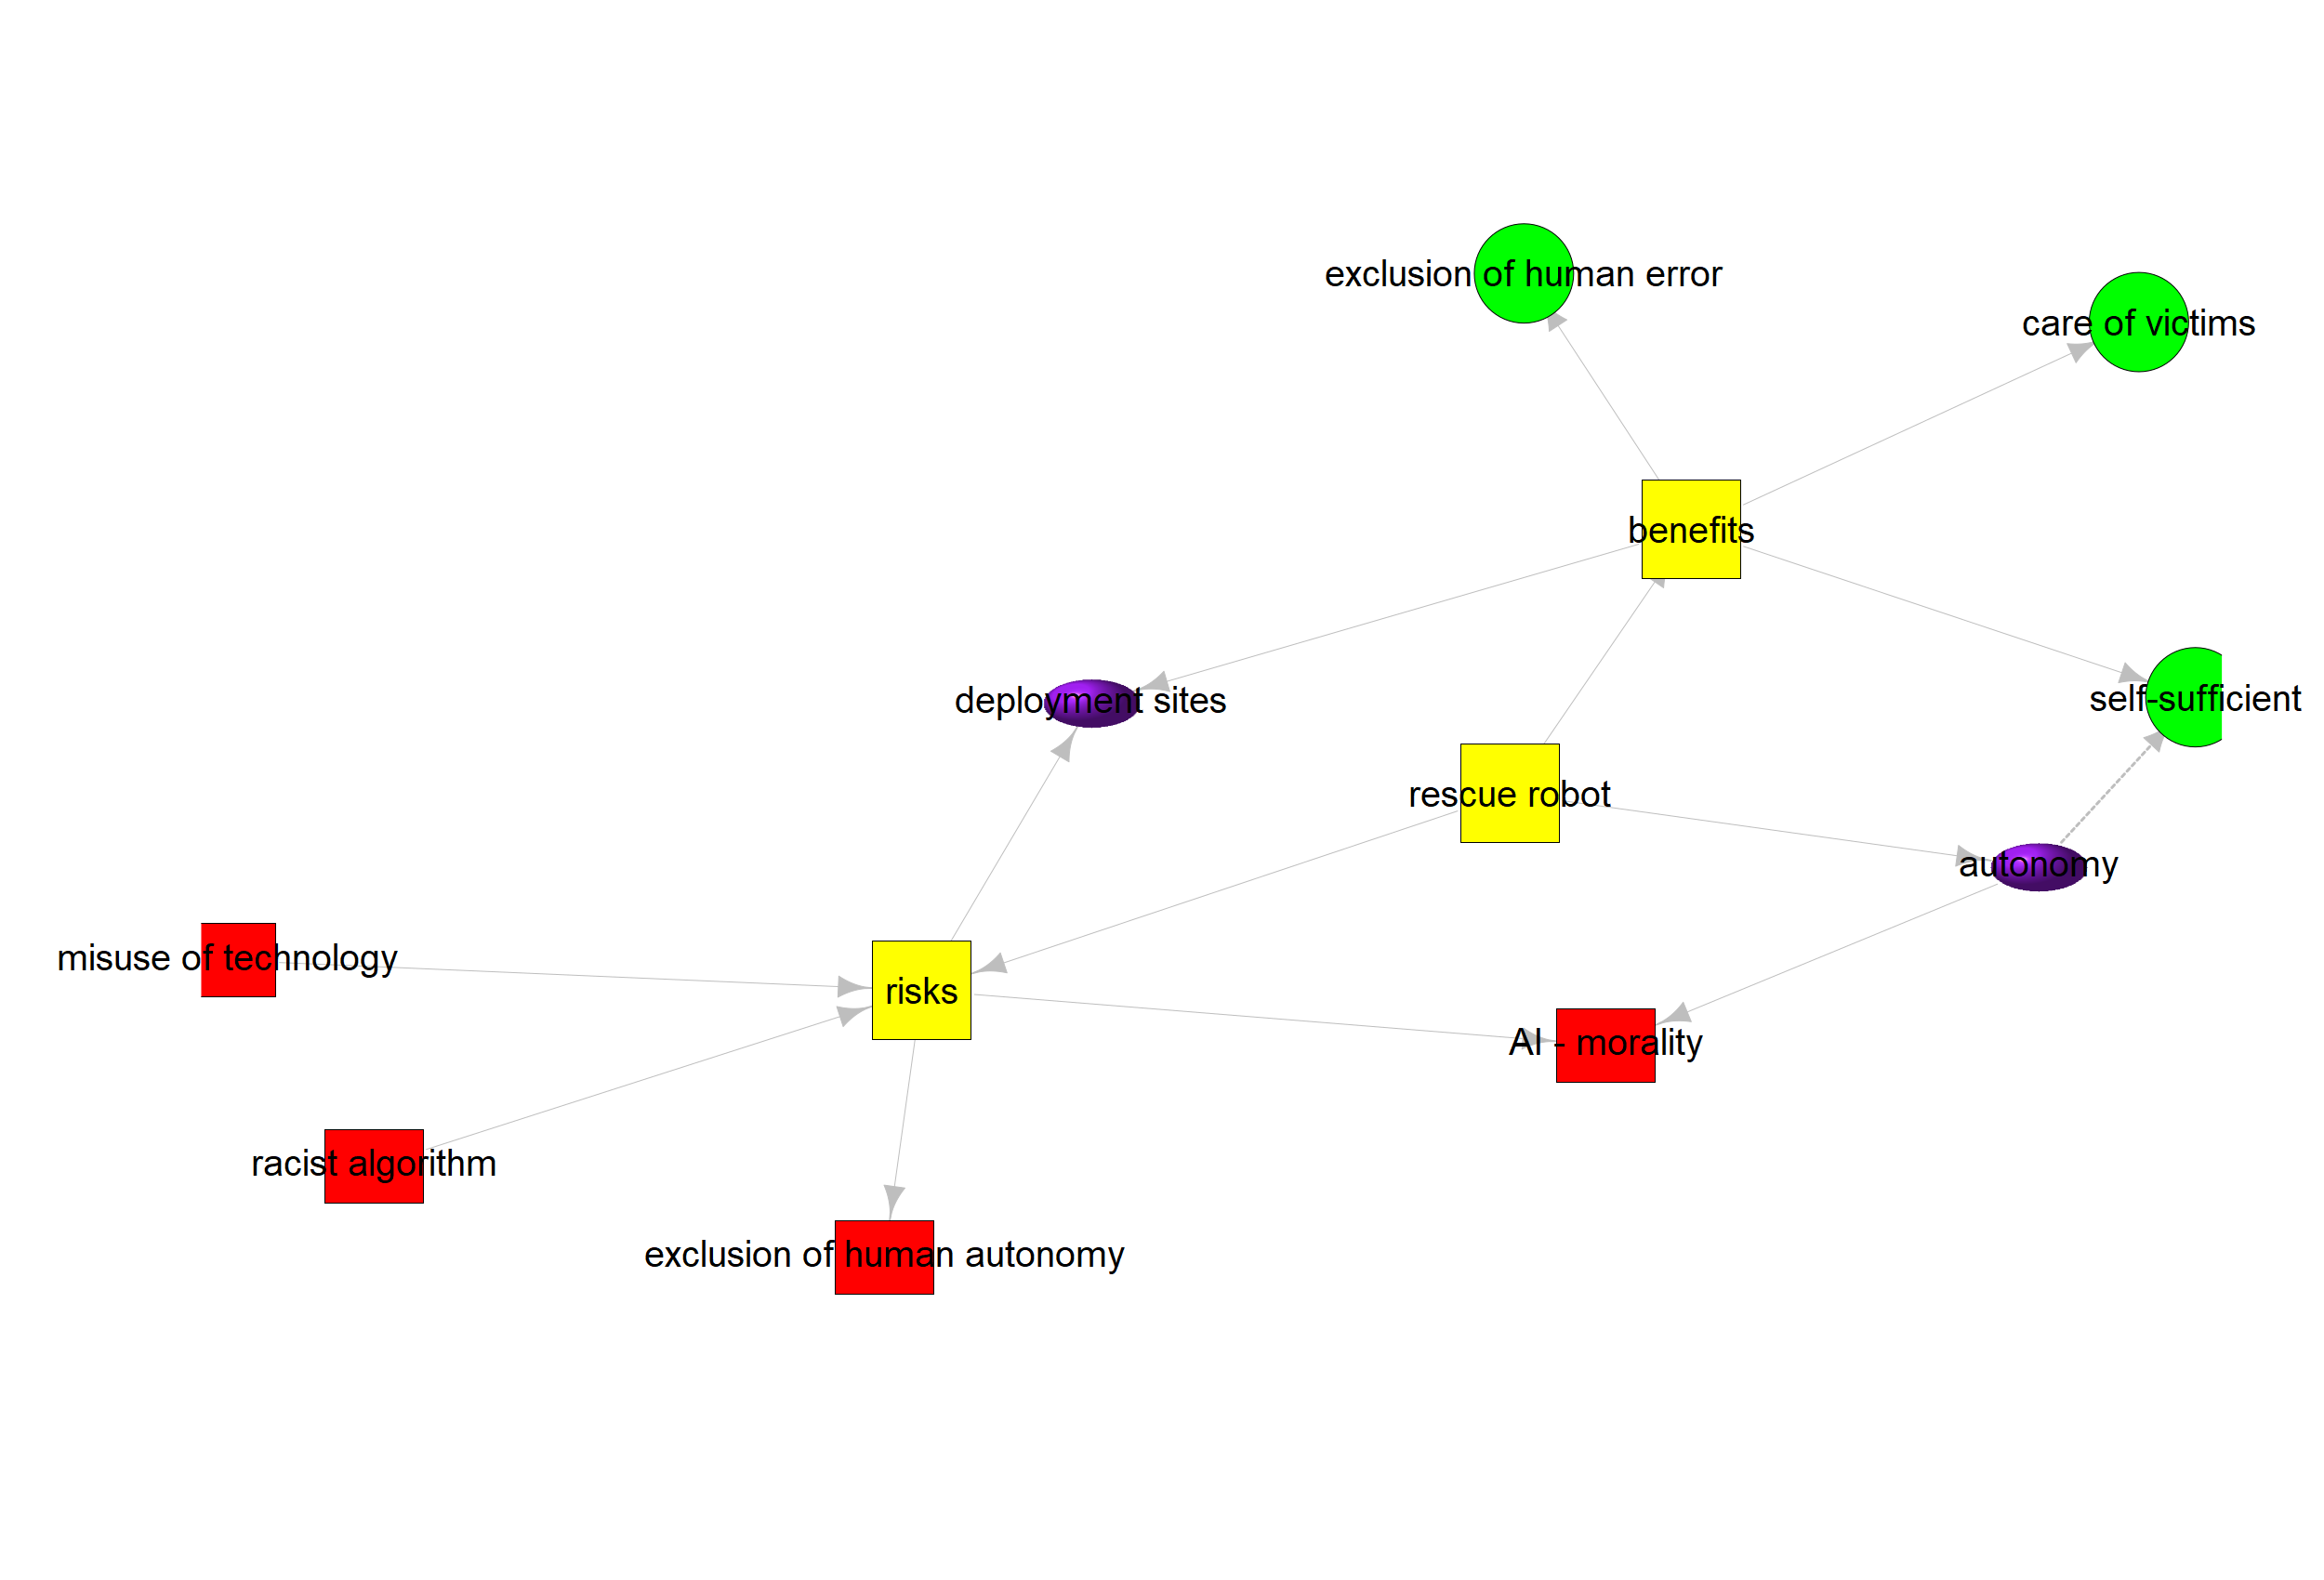 exclusion of human error
care of victims
benefits
deployment sites
self-sufficient
rescue robot
autonomy
misuse of technology
risks
AI - morality
racist algorithm
exclusion of human autonomy